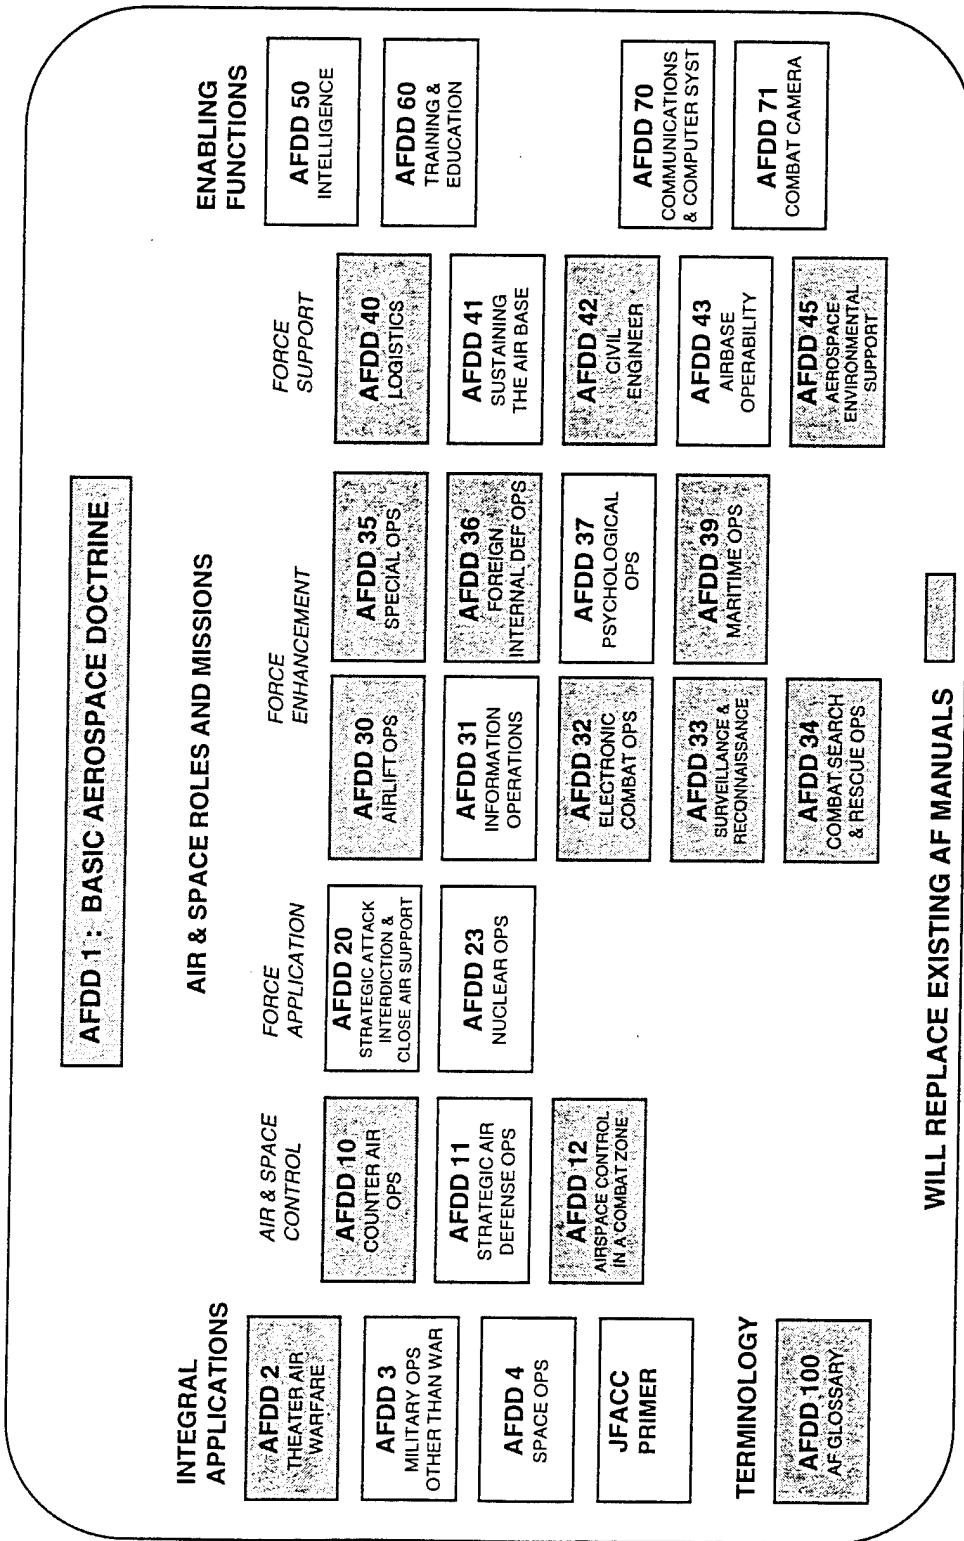 AFDD 1 : BASIC AEROSPACE DOCTRINE
INTEGRAL
APPLICATIONS
AFDD 2
THEATER AIR
WARFARE
AFDD 3
MILITARY OPS
OTHER THAN WAR
AFDD 4
SPACE OPS
JFACC
PRIMER
TERMINOLOGY
AFDD 100
AF GLOSSARY
AIR & SPACE ROLES AND MISSIONS
AIR & SPACE
CONTROL
AFDD 10
COUNTER AIR
OPS
AFDD 11
STRATEGIC AIR
DEFENSE OPS
AFDD 12
AIRSPACE CONTROL
IN A COMBAT ZONE
FORCE
APPLICATION
AFDD 20
STRATEGIC ATTACK
INTERDICTION &
CLOSE AIR SUPPORT
AFDD 23
NUCLEAR OPS
FORCE
ENHANCEMENT
AFDD 30
AIRLIFT OPS
AFDD 31
INFORMATION
OPERATIONS
AFDD 32
ELECTRONIC
COMBAT OPS
AFDD 33
SURVEILLANCE &
RECONNAISSANCE
AFDD 34
COMBAT SEARCH
& RESCUE OPS
AFDD 35
SPECIAL OPS
AFDD 36
FOREIGN
INTERNAL DEF OPS
AFDD 37
PSYCHOLOGICAL
OPS
AFDD 39
MARITIME OPS
FORCE
SUPPORT
AFDD 40
LOGISTICS
AFDD 41
SUSTAINING
THE AIR BASE
AFDD 42
CIVIL
ENGINEER
AFDD 43
AIRBASE
OPERABILITY
AFDD 45
AEROSPACE
ENVIRONMENTAL
SUPPORT
ENABLING
FUNCTIONS
AFDD 50
INTELLIGENCE
AFDD 60
TRAINING &
EDUCATION
AFDD 70
COMMUNICATIONS
& COMPUTER SYST
AFDD 71
COMBAT CAMERA
WILL REPLACE EXISTING AF MANUALS